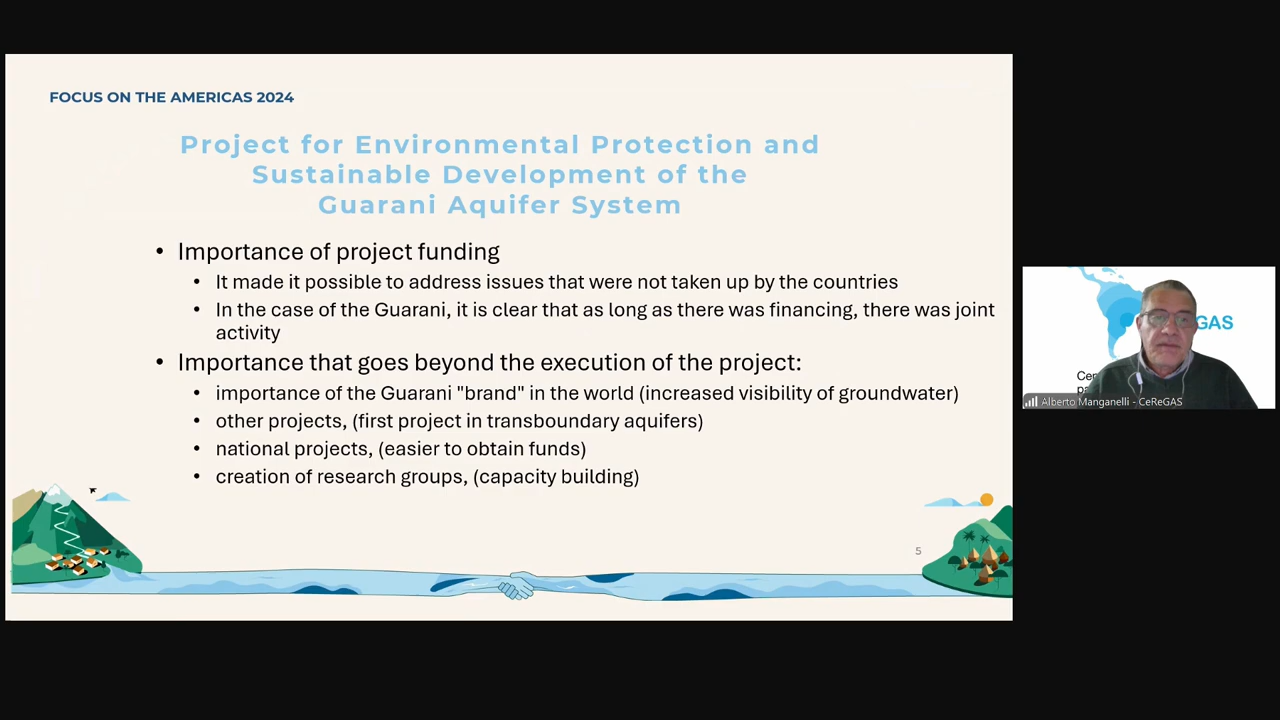 FOCUS ON THE AMERICAS 2024
Project for Environmental Protection and
Sustainable Development of the
Guarani Aquifer System
• Importance of project funding
• It made it possible to address issues that were not taken up by the countries
• In the case of the Guarani, it is clear that as long as there was financing, there was joint
activity
• Importance that goes beyond the execution of the project:
• importance of the Guarani "brand" in the world (increased visibility of groundwater)
• other projects, (first project in transboundary aquifers)
• national projects, (easier to obtain funds)
• creation of research groups, (capacity building)
5
GAS
Cer
pa
Alberto Manganelli - CeReGAS